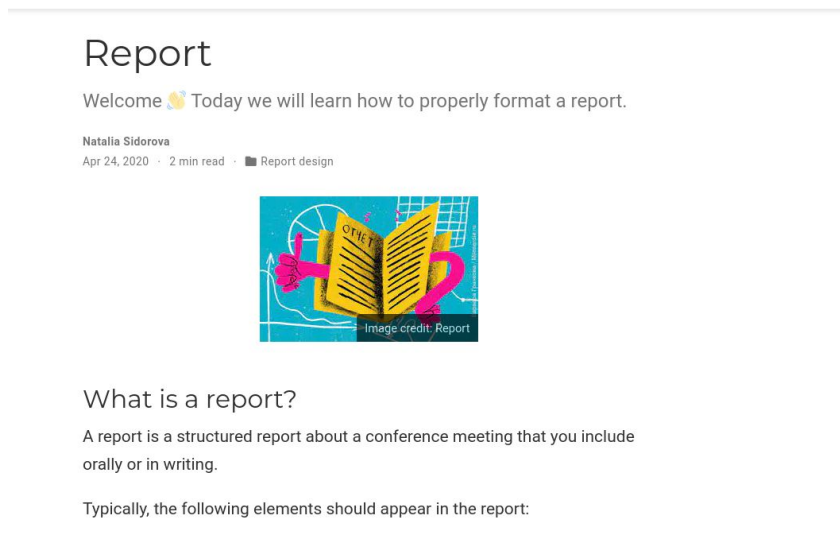 Report
Welcome 👋 Today we will learn how to properly format a report.
Natalia Sidorova
Apr 24, 2020 · 2 min read · Report design
ОТЧЕТ
Image credit: Report
What is a report?
A report is a structured report about a conference meeting that you include
orally or in writing.
Typically, the following elements should appear in the report: